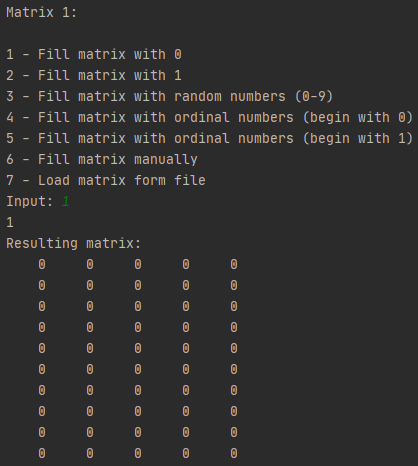 Matrix 1:
1 - Fill matrix with 0
2 - Fill matrix with 1
3 - Fill matrix with random numbers (0-9)
4 - Fill matrix with ordinal numbers (begin with 0)
5 - Fill matrix with ordinal numbers (begin with 1)
6 - Fill matrix manually
7 - Load matrix form file
Input: 1
1
Resulting matrix:
0 0 0 0 0
0 0 0 0 0
0 0 0 0 0
0 0 0 0 0
0 0 0 0 0
0 0 0 0 0
0 0 0 0 0
0 0 0 0 0
0 0 0 0 0
0 0 0 0 0